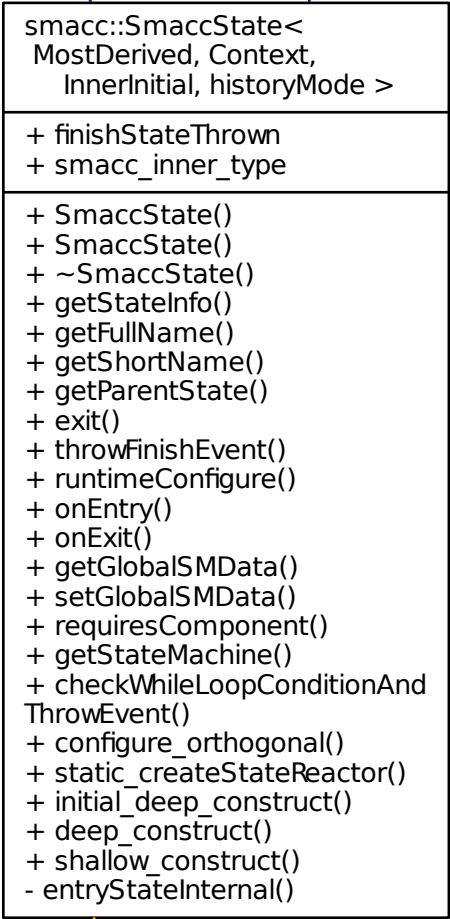 smacc::SmaccState<
MostDerived, Context,
InnerInitial, historyMode >
+ finishStateThrown
+ smacc_inner_type
+ SmaccState()
+ SmaccState()
+ ~SmaccState()
+ getStateInfo()
+ getFullName()
+ getShortName()
+ getParentState()
+ exit()
+ throwFinishEvent()
+ runtimeConfigure()
+ onEntry()
+ onExit()
+ getGlobalSMData()
+ setGlobalSMData()
+ requiresComponent()
+ getStateMachine()
+ checkWhileLoopConditionAnd
ThrowEvent()
+ configure_orthogonal()
+ static_createStateReactor()
+ initial_deep_construct()
+ deep_construct()
+ shallow_construct()
- entryStateInternal()